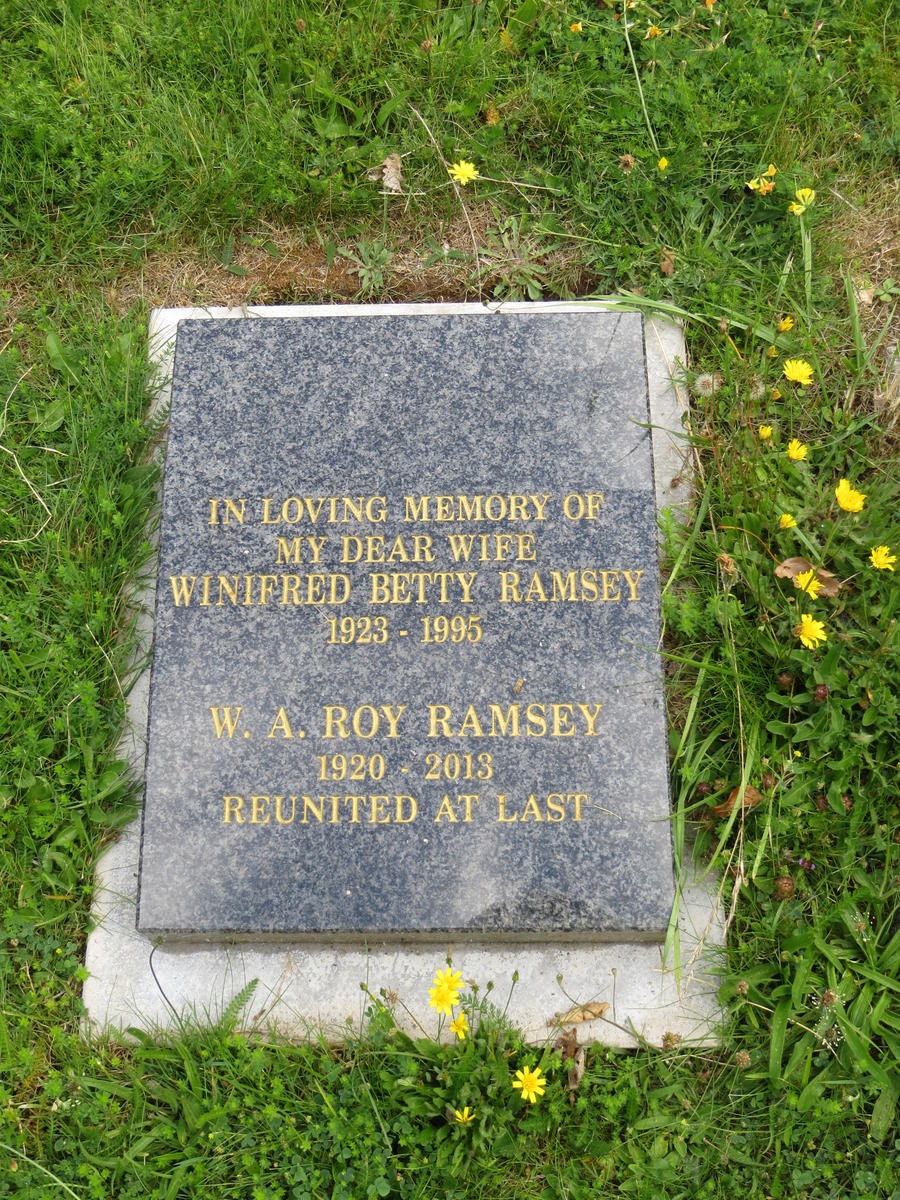 IN LOVING MEMORY OF
MY DEAR WIFE
WINIFRED BETTY RAMSEY
1923 - 1995
W. A. ROY RAMSEY
1920 - 2013
REUNITED AT LAST